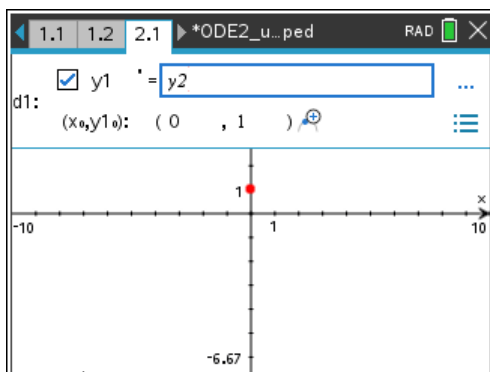 1.1 1.2 2.1 *ODE2_u…ped RAD
y1 ' = y2 ...
d1:
(x₀,y1₀): ( 0 , 1 )
1
x
-10 1 10
-6.67